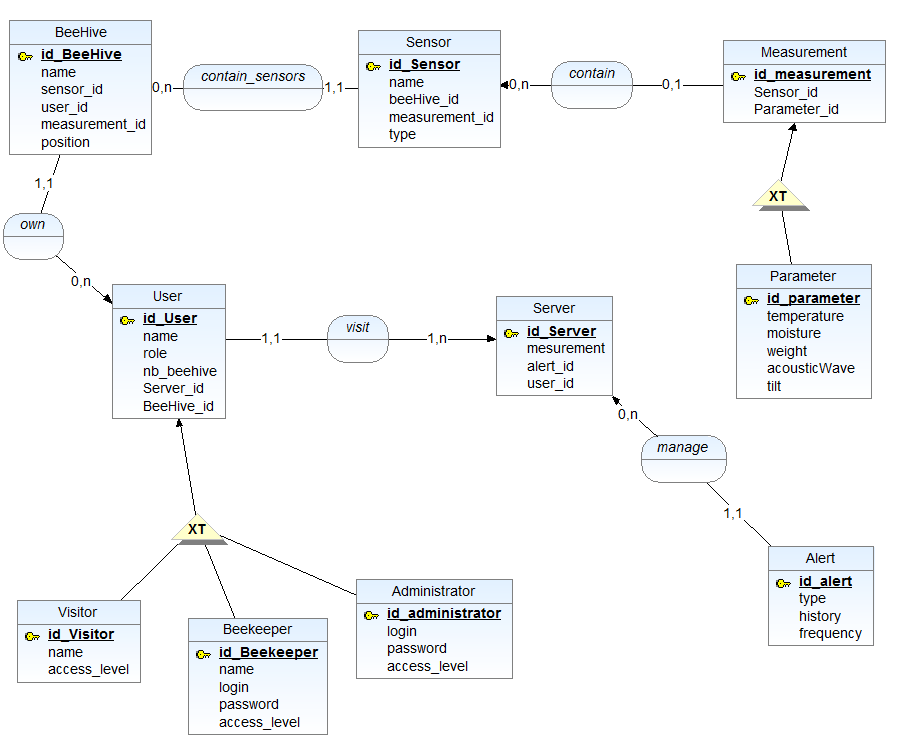 BeeHive
id_BeeHive
name
sensor_id
user_id
measurement_id
position
0,n
contain_sensors
1,1
Sensor
id_Sensor
name
beeHive_id
measurement_id
type
0,n
contain
0,1
Measurement
id_measurement
Sensor_id
Parameter_id
XT
Parameter
id_parameter
temperature
moisture
weight
acousticWave
tilt
1,1
own
0,n
User
id_User
name
role
nb_beehive
Server_id
BeeHive_id
1,1
visit
1,n
Server
id_Server
mesurement
alert_id
user_id
0,n
manage
1,1
Alert
id_alert
type
history
frequency
XT
Visitor
id_Visitor
name
access_level
Beekeeper
id_Beekeeper
name
login
password
access_level
Administrator
id_administrator
login
password
access_level